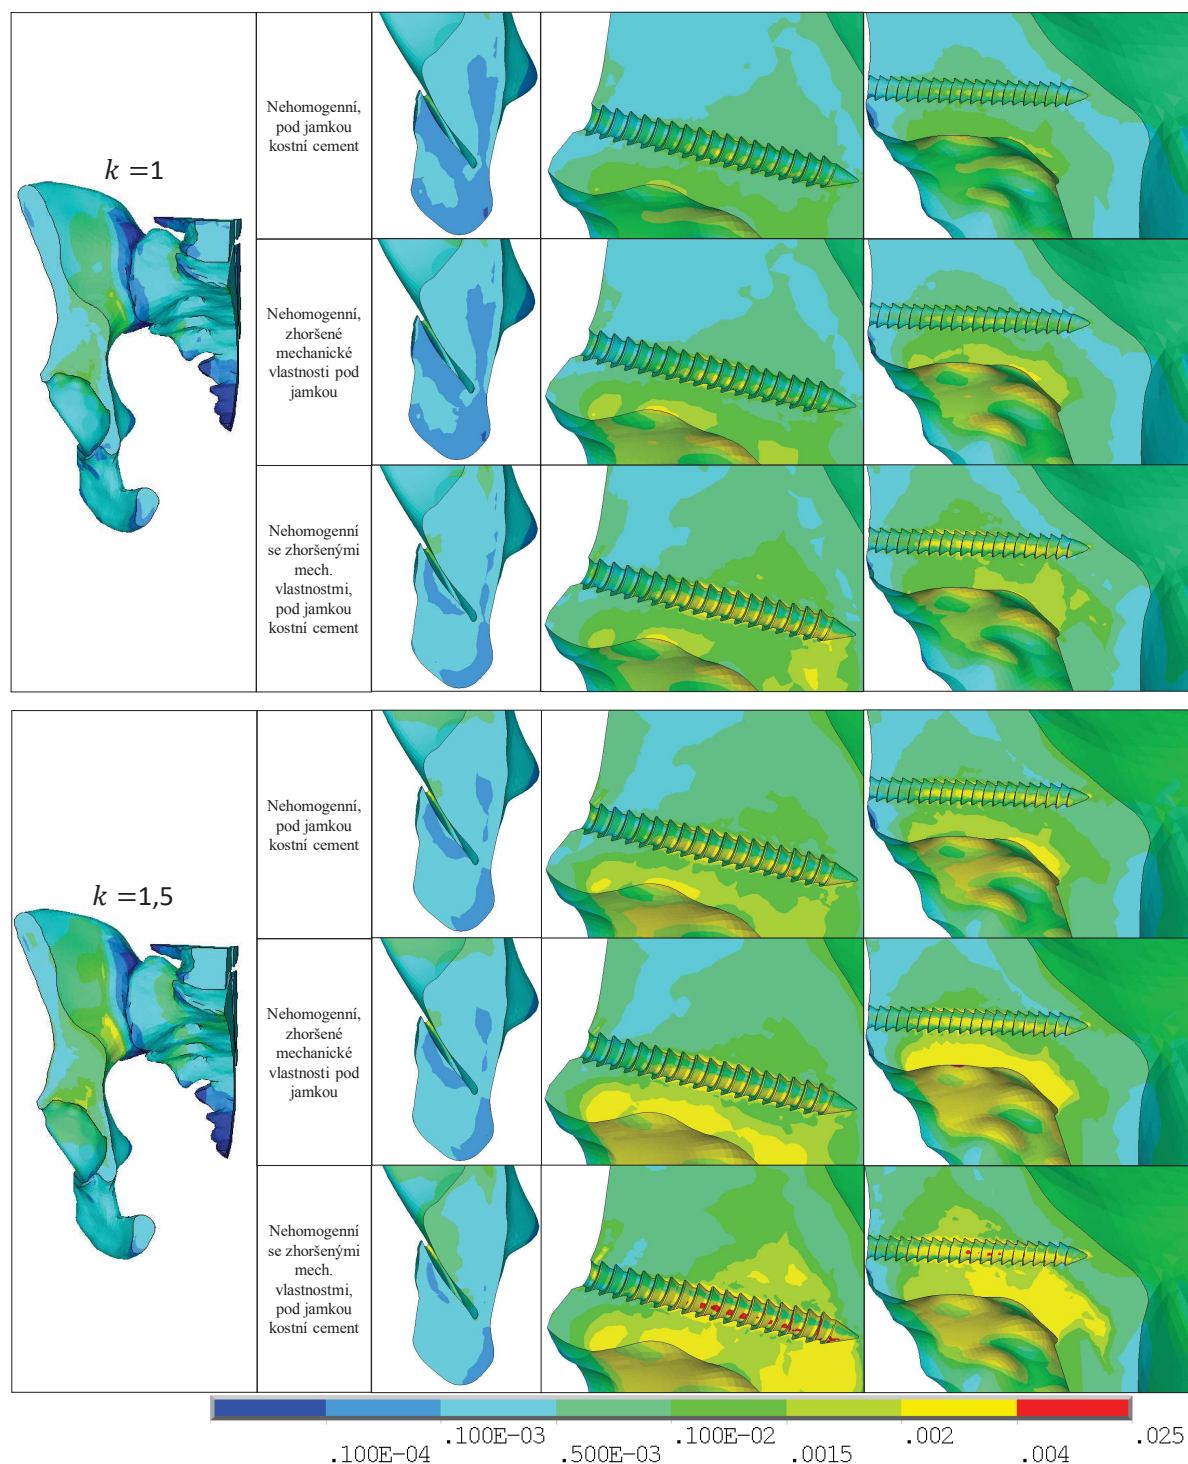 k = 1
Nehomogenní,
pod jamkou
kostní cement
Nehomogenní,
zhoršené
mechanické
vlastnosti pod
jamkou
Nehomogenní
se zhoršenými
mech.
vlastnostmi,
pod jamkou
kostní cement
k = 1,5
Nehomogenní,
pod jamkou
kostní cement
Nehomogenní,
zhoršené
mechanické
vlastnosti pod
jamkou
Nehomogenní
se zhoršenými
mech.
vlastnostmi,
pod jamkou
kostní cement
.100E-03 .100E-02 .002 .025
.100E-04 .500E-03 .0015 .004